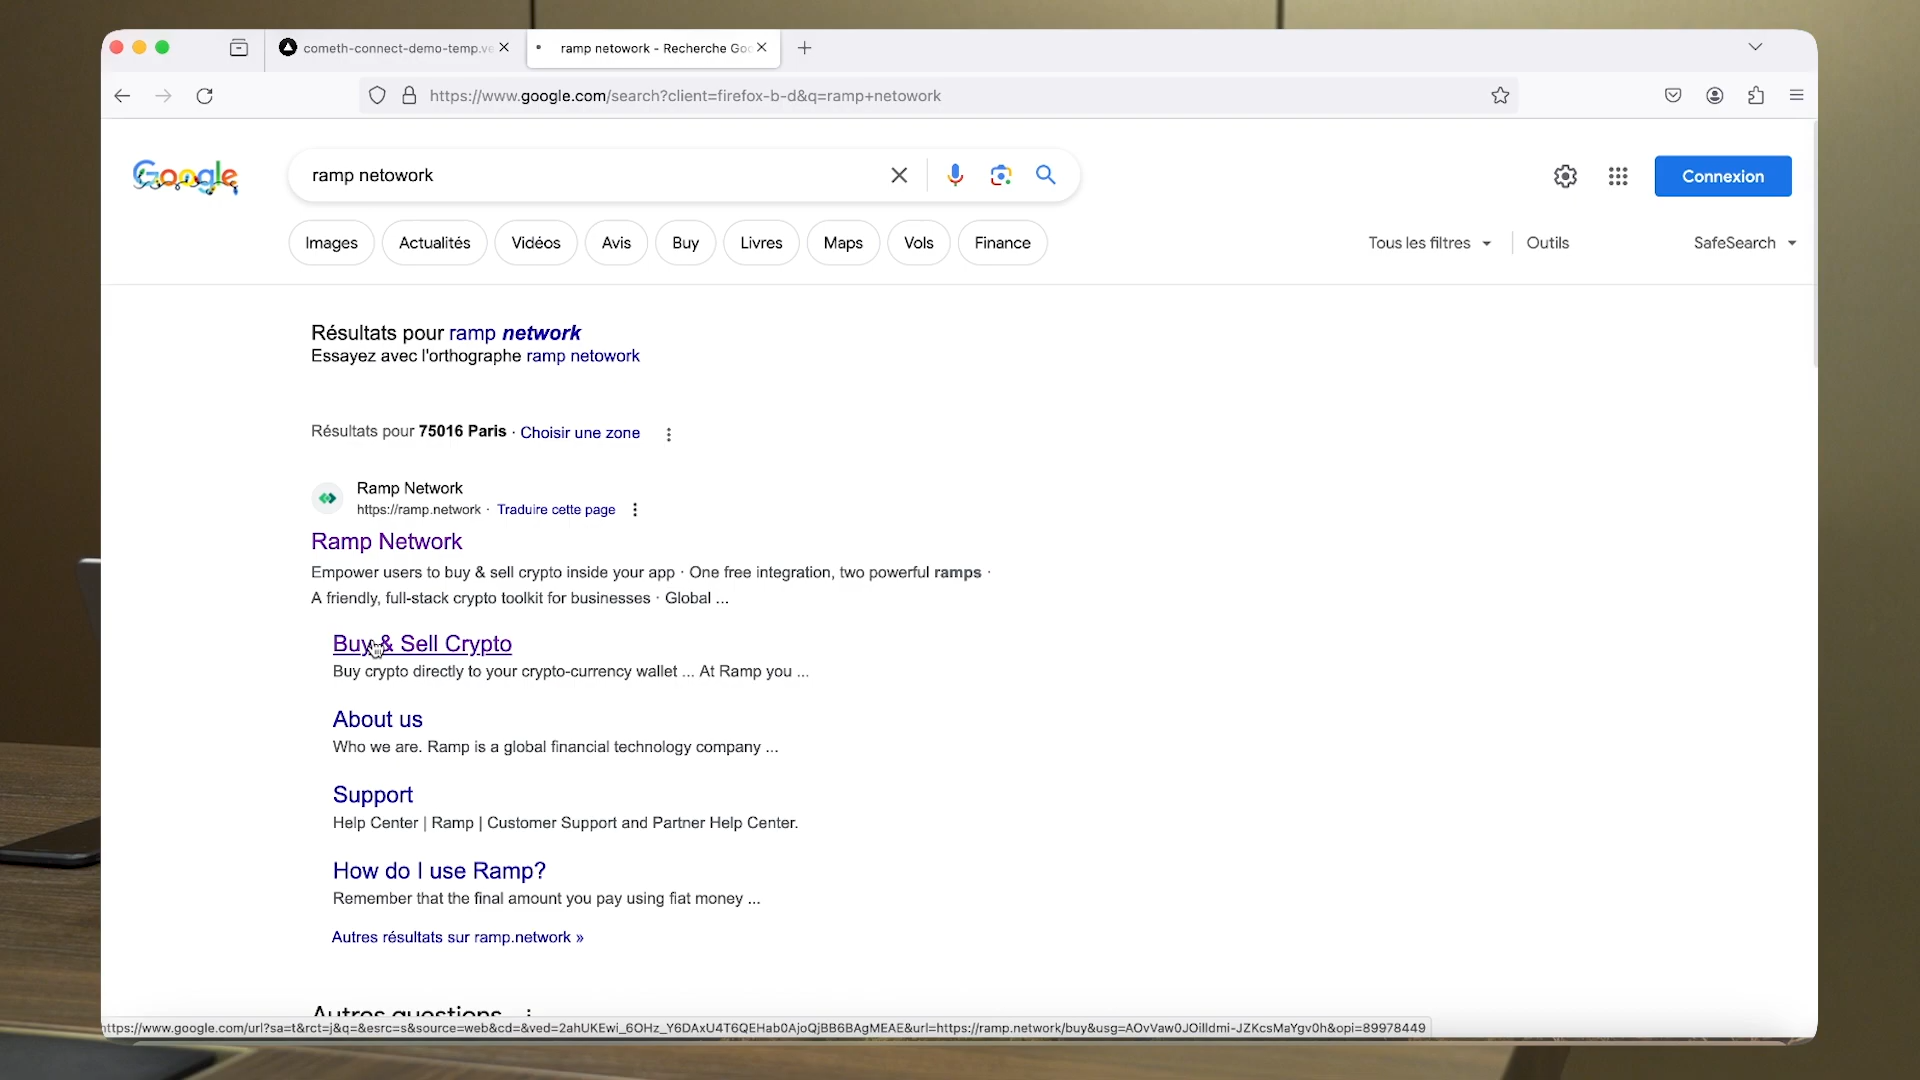 cometh-connect-demo-temp.ve
ramp netowork - Recherche Goo
https://www.google.com/search?client=firefox-b-d&q=ramp+netowork
Google
ramp netowork
Connexion
Images
Actualités
Vidéos
Avis
Buy
Livres
Maps
Vols
Finance
Tous les filtres
Outils
SafeSearch
Résultats pour ramp network
Essayez avec l'orthographe ramp netowork
Résultats pour 75016 Paris · Choisir une zone
Ramp Network
https://ramp.network · Traduire cette page
Ramp Network
Empower users to buy & sell crypto inside your app · One free integration, two powerful ramps ·
A friendly, full-stack crypto toolkit for businesses · Global ...
Buy & Sell Crypto
Buy crypto directly to your crypto-currency wallet ... At Ramp you ...
About us
Who we are. Ramp is a global financial technology company ...
Support
Help Center | Ramp | Customer Support and Partner Help Center.
How do I use Ramp?
Remember that the final amount you pay using fiat money ...
Autres résultats sur ramp.network »
Autres questions
https://www.google.com/url?sa=t&rct=j&q=&esrc=s&source=web&cd=&ved=2ahUKEwi_6OHz_Y6DAxU4T6QEHab0AjoQjBB6BAgMEAE&url=https://ramp.network/buy&usg=AOvVaw0JOiIldmi-JZKcsMaYgv0h&opi=89978449